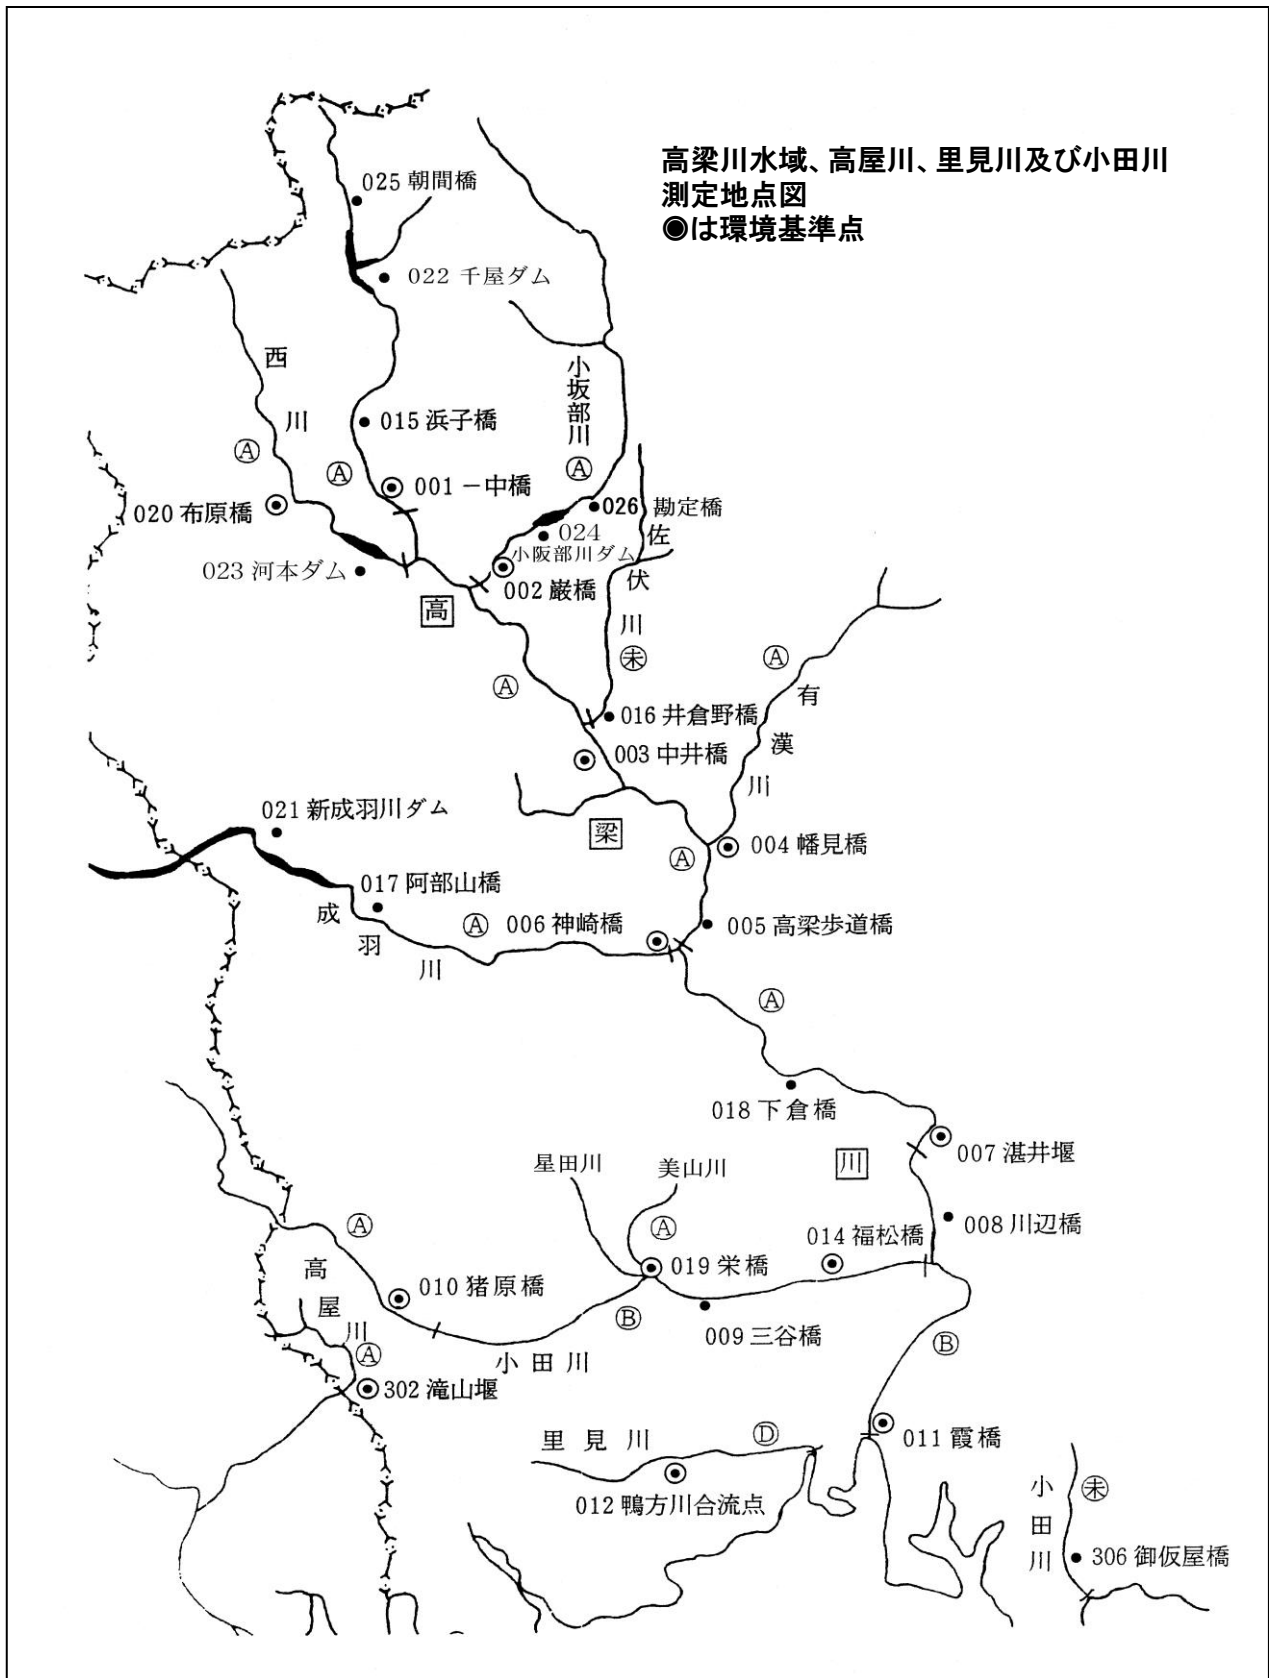 高梁川水域、高屋川、里見川及び小田川
測定地点図
◉は環境基準点
025 朝間橋
022 千屋ダム
西川
小坂部川
015 浜子橋
Ⓐ
Ⓐ
001 一中橋
Ⓐ
020 布原橋
026 勘定橋
024
小阪部川ダム
佐伏川
023 河本ダム
002 巌橋
高
㊍
Ⓐ
Ⓐ
有漢川
016 井倉野橋
003 中井橋
021 新成羽川ダム
梁
004 幡見橋
Ⓐ
017 阿部山橋
成羽川
Ⓐ
006 神崎橋
005 高梁歩道橋
Ⓐ
018 下倉橋
川
007 湛井堰
星田川
美山川
Ⓐ
Ⓐ
008 川辺橋
014 福松橋
019 栄橋
高屋川
010 猪原橋
Ⓑ
009 三谷橋
Ⓑ
小田川
Ⓐ
302 滝山堰
里見川
Ⓓ
011 霞橋
012 鴨方川合流点
小田川
未
306 御仮屋橋